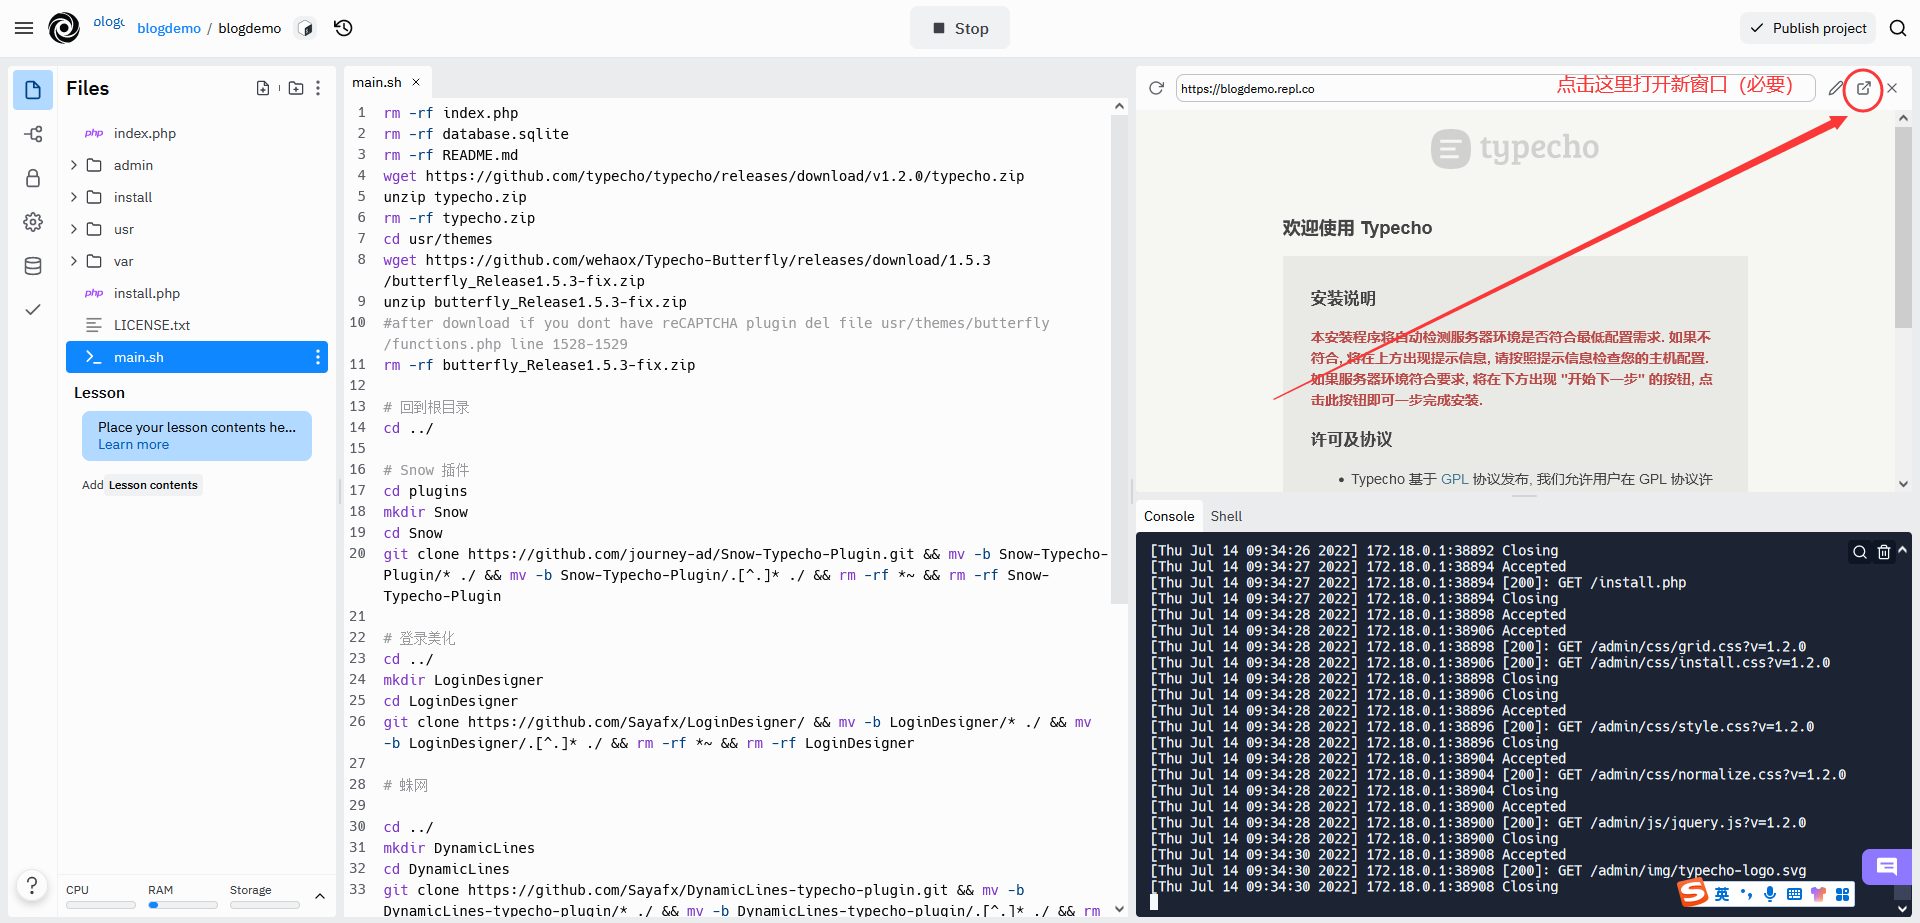 blogdemo / blogdemo
Stop
Publish project
Files
php index.php
admin
install
usr
var
php install.php
LICENSE.txt
main.sh
Lesson
Place your lesson contents he...
Learn more
Add Lesson contents
CPU
RAM
Storage
main.sh
1 rm -rf index.php
2 rm -rf database.sqlite
3 rm -rf README.md
4 wget https://github.com/typecho/typecho/releases/download/v1.2.0/typecho.zip
5 unzip typecho.zip
6 rm -rf typecho.zip
7 cd usr/themes
8 wget https://github.com/wehaox/Typecho-Butterfly/releases/download/1.5.3
/butterfly_Release1.5.3-fix.zip
9 unzip butterfly_Release1.5.3-fix.zip
10 #after download if you dont have reCAPTCHA plugin del file usr/themes/butterfly
/functions.php line 1528-1529
11 rm -rf butterfly_Release1.5.3-fix.zip
12
13 # 回到根目录
14 cd ../
15
16 # Snow 插件
17 cd plugins
18 mkdir Snow
19 cd Snow
20 git clone https://github.com/journey-ad/Snow-Typecho-Plugin.git && mv -b Snow-Typecho-
Plugin/* ./ && mv -b Snow-Typecho-Plugin/.[^.]* ./ && rm -rf *~ && rm -rf Snow-
Typecho-Plugin
21
22 # 登录美化
23 cd ../
24 mkdir LoginDesigner
25 cd LoginDesigner
26 git clone https://github.com/Sayafx/LoginDesigner/ && mv -b LoginDesigner/* ./ && mv
-b LoginDesigner/.[^.]* ./ && rm -rf *~ && rm -rf LoginDesigner
27
28 # 蛛网
29
30 cd ../
31 mkdir DynamicLines
32 cd DynamicLines
33 git clone https://github.com/Sayafx/DynamicLines-typecho-plugin.git && mv -b
DynamicLines-typecho-plugin/* ./ && mv -b DynamicLines-typecho-plugin/.[^.]* ./ && rm
https://blogdemo.repl.co
点击这里打开新窗口（必要）
typecho
欢迎使用 Typecho
安装说明
本安装程序将自动检测服务器环境是否符合最低配置需求. 如果不
符合, 将在上方出现提示信息, 请按照提示信息检查您的主机配置.
如果服务器环境符合要求, 将在下方出现 "开始下一步" 的按钮, 点
击此按钮即可一步完成安装.
许可及协议
• Typecho 基于 GPL 协议发布, 我们允许用户在 GPL 协议许
Console
Shell
[Thu Jul 14 09:34:26 2022] 172.18.0.1:38892 Closing
[Thu Jul 14 09:34:27 2022] 172.18.0.1:38894 Accepted
[Thu Jul 14 09:34:27 2022] 172.18.0.1:38894 [200]: GET /install.php
[Thu Jul 14 09:34:27 2022] 172.18.0.1:38894 Closing
[Thu Jul 14 09:34:28 2022] 172.18.0.1:38898 Accepted
[Thu Jul 14 09:34:28 2022] 172.18.0.1:38906 Accepted
[Thu Jul 14 09:34:28 2022] 172.18.0.1:38898 [200]: GET /admin/css/grid.css?v=1.2.0
[Thu Jul 14 09:34:28 2022] 172.18.0.1:38906 [200]: GET /admin/css/install.css?v=1.2.0
[Thu Jul 14 09:34:28 2022] 172.18.0.1:38898 Closing
[Thu Jul 14 09:34:28 2022] 172.18.0.1:38906 Closing
[Thu Jul 14 09:34:28 2022] 172.18.0.1:38896 Accepted
[Thu Jul 14 09:34:28 2022] 172.18.0.1:38896 [200]: GET /admin/css/style.css?v=1.2.0
[Thu Jul 14 09:34:28 2022] 172.18.0.1:38896 Closing
[Thu Jul 14 09:34:28 2022] 172.18.0.1:38904 Accepted
[Thu Jul 14 09:34:28 2022] 172.18.0.1:38904 [200]: GET /admin/css/normalize.css?v=1.2.0
[Thu Jul 14 09:34:28 2022] 172.18.0.1:38904 Closing
[Thu Jul 14 09:34:28 2022] 172.18.0.1:38900 Accepted
[Thu Jul 14 09:34:28 2022] 172.18.0.1:38900 [200]: GET /admin/js/jquery.js?v=1.2.0
[Thu Jul 14 09:34:28 2022] 172.18.0.1:38900 Closing
[Thu Jul 14 09:34:30 2022] 172.18.0.1:38908 Accepted
[Thu Jul 14 09:34:30 2022] 172.18.0.1:38908 [200]: GET /admin/img/typecho-logo.svg
[Thu Jul 14 09:34:30 2022] 172.18.0.1:38908 Closing
英